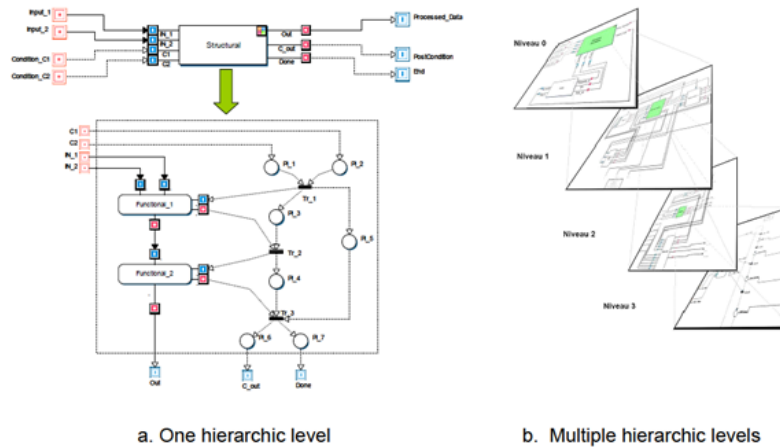 Input_1
Input_2
Condition_C1
Condition_C2
IN_1
IN_2
C1
C2
Structural
Out
C_out
Done
Processed_Data
PostCondition
End
C1
C2
IN_1
IN_2
Pl_1
Pl_2
Tr_1
Functional_1
Pl_3
Pl_5
Tr_2
Functional_2
Pl_4
Tr_3
Pl_6
Pl_7
Out
C_out
Done
a. One hierarchic level
Niveau 0
Niveau 1
Niveau 2
Niveau 3
b. Multiple hierarchic levels